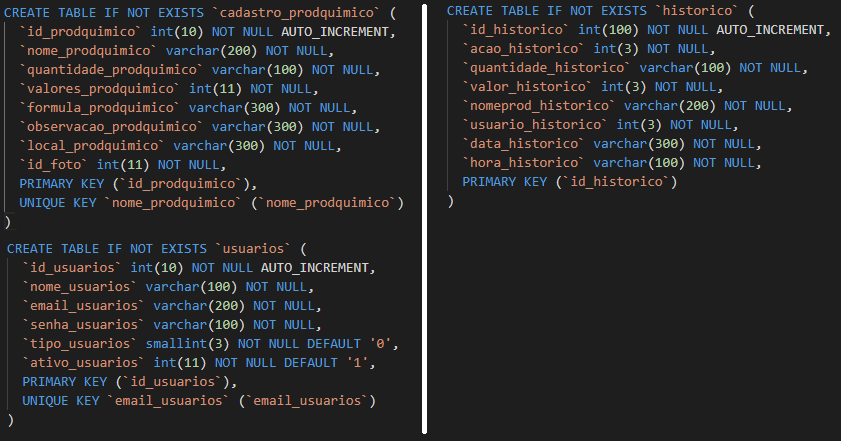 CREATE TABLE IF NOT EXISTS `cadastro_prodquimico` (
`id_prodquimico` int(10) NOT NULL AUTO_INCREMENT,
`nome_prodquimico` varchar(200) NOT NULL,
`quantidade_prodquimico` varchar(100) NOT NULL,
`valores_prodquimico` int(11) NOT NULL,
`formula_prodquimico` varchar(300) NOT NULL,
`observacao_prodquimico` varchar(300) NOT NULL,
`local_prodquimico` varchar(300) NOT NULL,
`id_foto` int(11) NOT NULL,
PRIMARY KEY (`id_prodquimico`),
UNIQUE KEY `nome_prodquimico` (`nome_prodquimico`)
)
CREATE TABLE IF NOT EXISTS `usuarios` (
`id_usuarios` int(10) NOT NULL AUTO_INCREMENT,
`nome_usuarios` varchar(100) NOT NULL,
`email_usuarios` varchar(200) NOT NULL,
`senha_usuarios` varchar(100) NOT NULL,
`tipo_usuarios` smallint(3) NOT NULL DEFAULT '0',
`ativo_usuarios` int(11) NOT NULL DEFAULT '1',
PRIMARY KEY (`id_usuarios`),
UNIQUE KEY `email_usuarios` (`email_usuarios`)
)
CREATE TABLE IF NOT EXISTS `historico` (
`id_historico` int(100) NOT NULL AUTO_INCREMENT,
`acao_historico` int(3) NOT NULL,
`quantidade_historico` varchar(100) NOT NULL,
`valor_historico` int(3) NOT NULL,
`nomeprod_historico` varchar(200) NOT NULL,
`usuario_historico` int(3) NOT NULL,
`data_historico` varchar(300) NOT NULL,
`hora_historico` varchar(100) NOT NULL,
PRIMARY KEY (`id_historico`)
)